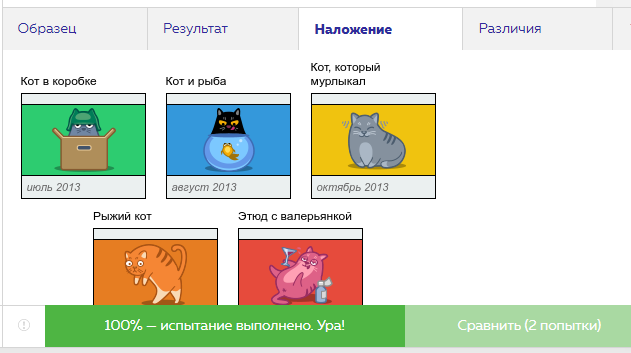 Образец
Результат
Наложение
Различия
Кот в коробке
Кот и рыба
Кот, который
мурлыкал
июль 2013
август 2013
октябрь 2013
Рыжий кот
Этюд с валерьянкой
100% — испытание выполнено. Ура!
Сравнить (2 попытки)